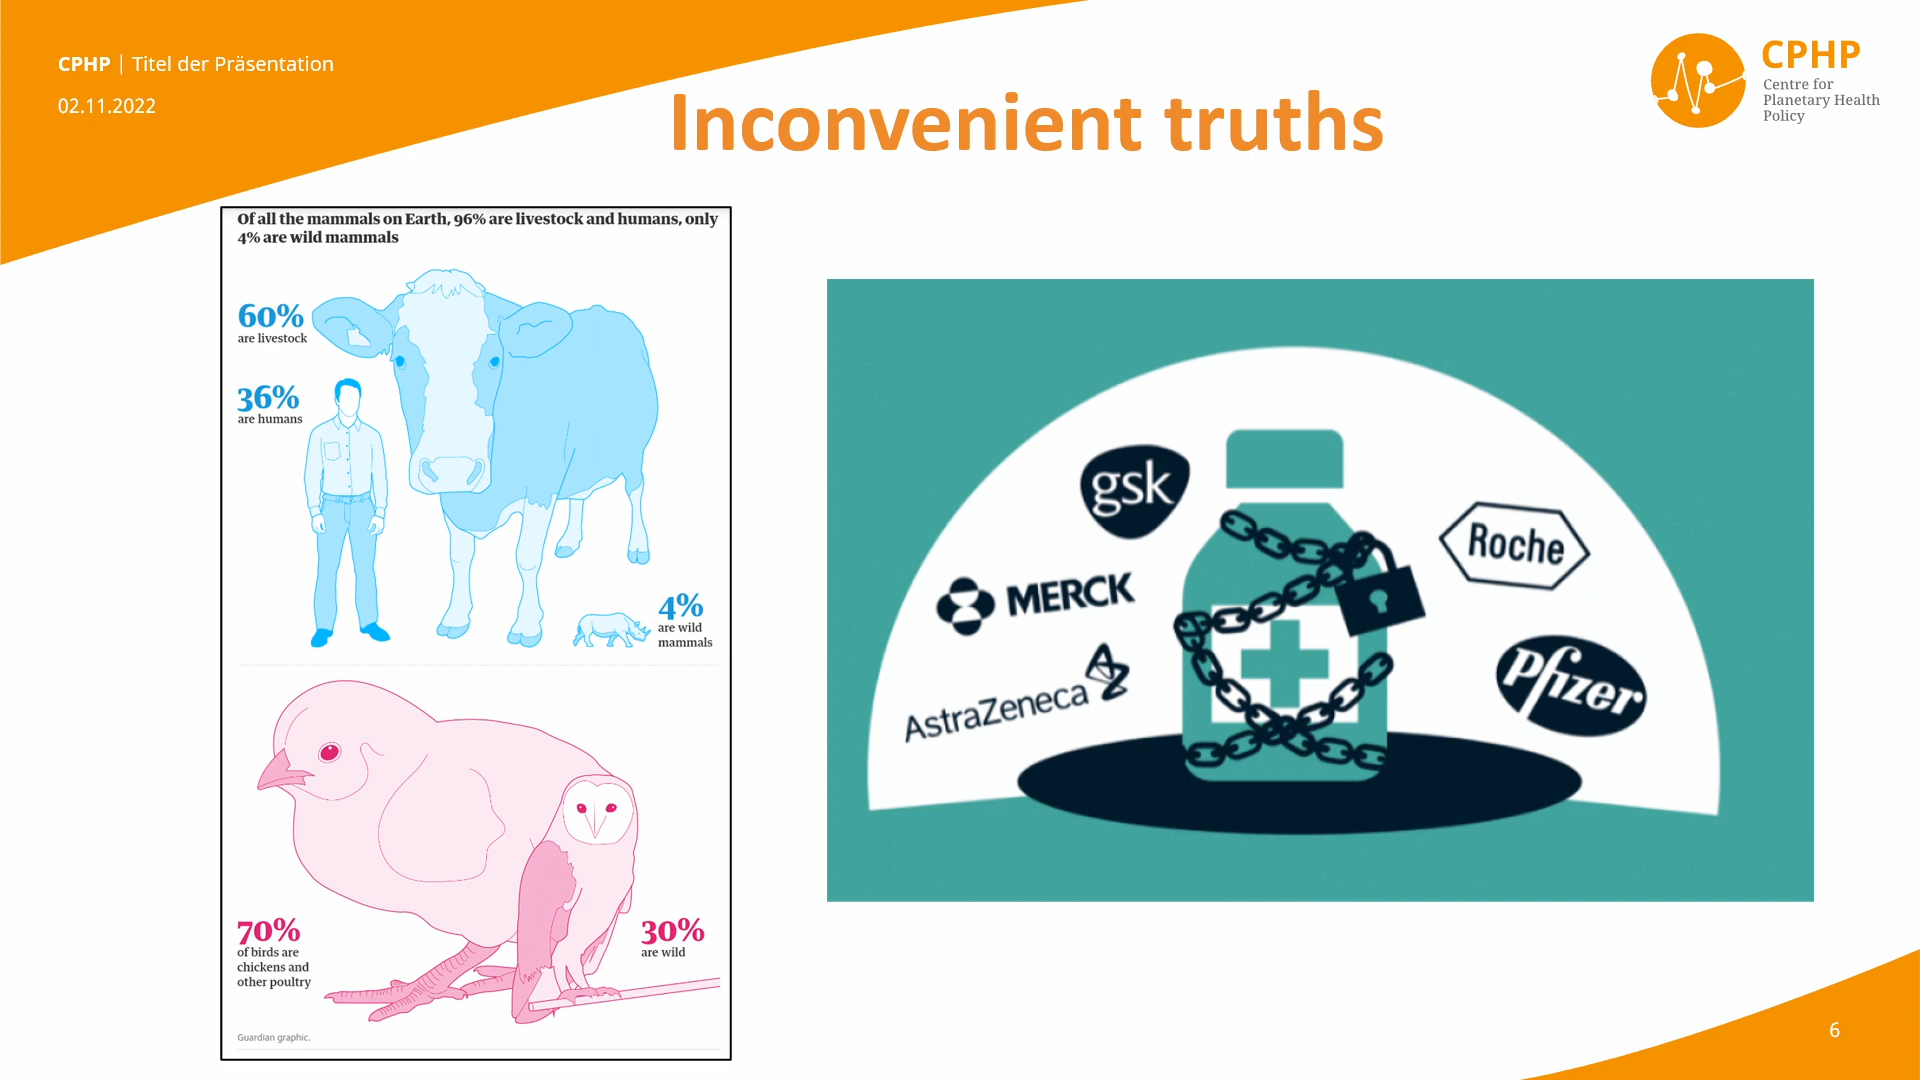 CPHP | Titel der Präsentation
02.11.2022
CPHP
Centre for
Planetary Health
Policy
Inconvenient truths
Of all the mammals on Earth, 96% are livestock and humans, only
4% are wild mammals
60%
are livestock
36%
are humans
4%
are wild
mammals
70%
of birds are
chickens and
other poultry
30%
are wild
Guardian graphic.
gsk
Roche
MERCK
AstraZeneca
Pfizer
6